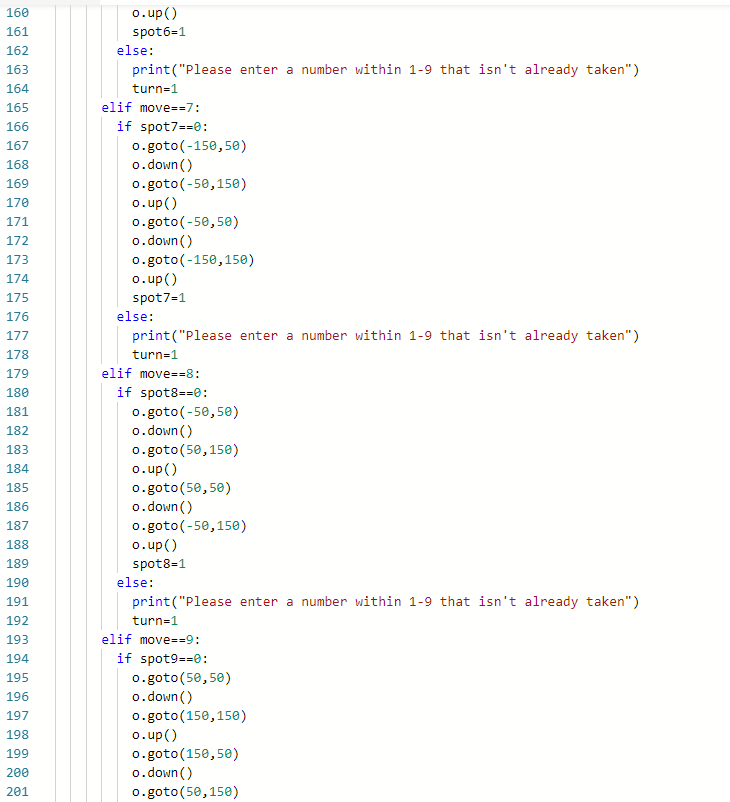 160 o.up()
161 spot6=1
162 else:
163 print("Please enter a number within 1-9 that isn't already taken")
164 turn=1
165 elif move==7:
166 if spot7==0:
167 o.goto(-150,50)
168 o.down()
169 o.goto(-50,150)
170 o.up()
171 o.goto(-50,50)
172 o.down()
173 o.goto(-150,150)
174 o.up()
175 spot7=1
176 else:
177 print("Please enter a number within 1-9 that isn't already taken")
178 turn=1
179 elif move==8:
180 if spot8==0:
181 o.goto(-50,50)
182 o.down()
183 o.goto(50,150)
184 o.up()
185 o.goto(50,50)
186 o.down()
187 o.goto(-50,150)
188 o.up()
189 spot8=1
190 else:
191 print("Please enter a number within 1-9 that isn't already taken")
192 turn=1
193 elif move==9:
194 if spot9==0:
195 o.goto(50,50)
196 o.down()
197 o.goto(150,150)
198 o.up()
199 o.goto(150,50)
200 o.down()
201 o.goto(50,150)